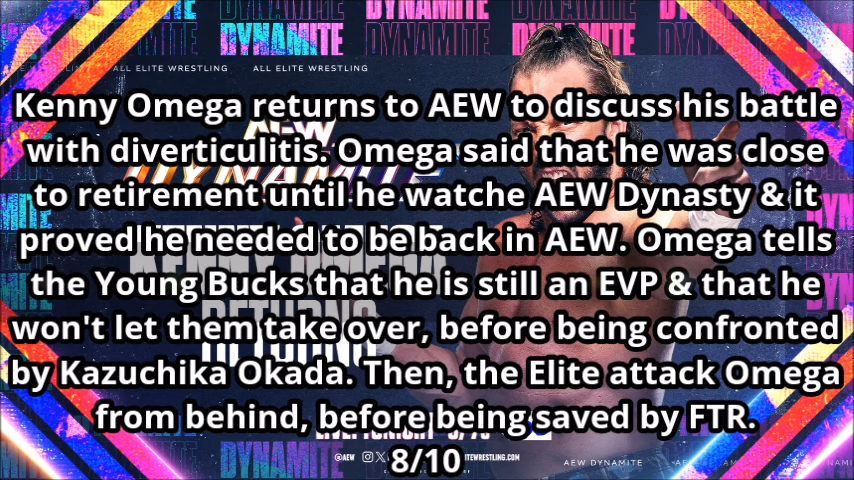 DYNAMITE DYNAMITE DYNAMITE DYNAMITE DYNAMITE
ALL ELITE WRESTLING ALL ELITE WRESTLING
Kenny Omega returns to AEW to discuss his battle
with diverticulitis. Omega said that he was close
to retirement until he watche AEW Dynasty & it
proved he needed to be back in AEW. Omega tells
the Young Bucks that he is still an EVP & that he
won't let them take over, before being confronted
by Kazuchika Okada. Then, the Elite attack Omega
from behind, before being saved by FTR.
8/10
@AEW
AEW DYNAMITE